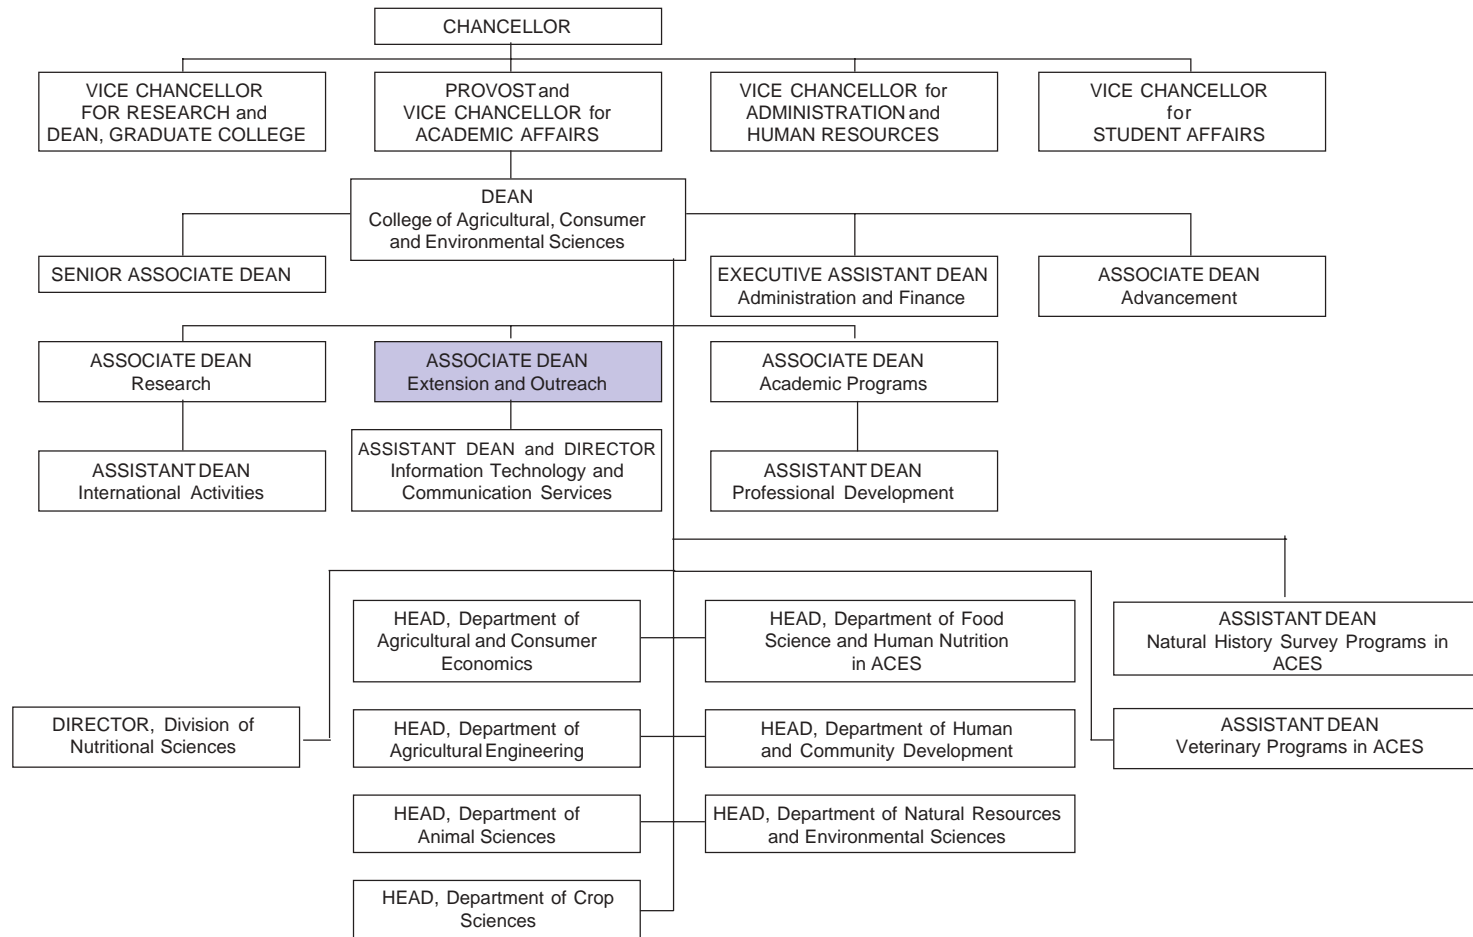 CHANCELLOR
VICE CHANCELLOR
FOR RESEARCH and
DEAN, GRADUATE COLLEGE
PROVOST and
VICE CHANCELLOR for
ACADEMIC AFFAIRS
VICE CHANCELLOR for
ADMINISTRATION and
HUMAN RESOURCES
VICE CHANCELLOR
for
STUDENT AFFAIRS
DEAN
College of Agricultural, Consumer
and Environmental Sciences
SENIOR ASSOCIATE DEAN
EXECUTIVE ASSISTANT DEAN
Administration and Finance
ASSOCIATE DEAN
Advancement
ASSOCIATE DEAN
Research
ASSOCIATE DEAN
Extension and Outreach
ASSOCIATE DEAN
Academic Programs
ASSISTANT DEAN
International Activities
ASSISTANT DEAN and DIRECTOR
Information Technology and
Communication Services
ASSISTANT DEAN
Professional Development
HEAD, Department of
Agricultural and Consumer
Economics
HEAD, Department of Food
Science and Human Nutrition
in ACES
ASSISTANT DEAN
Natural History Survey Programs in
ACES
DIRECTOR, Division of
Nutritional Sciences
HEAD, Department of
Agricultural Engineering
HEAD, Department of Human
and Community Development
ASSISTANT DEAN
Veterinary Programs in ACES
HEAD, Department of
Animal Sciences
HEAD, Department of Natural Resources
and Environmental Sciences
HEAD, Department of Crop
Sciences